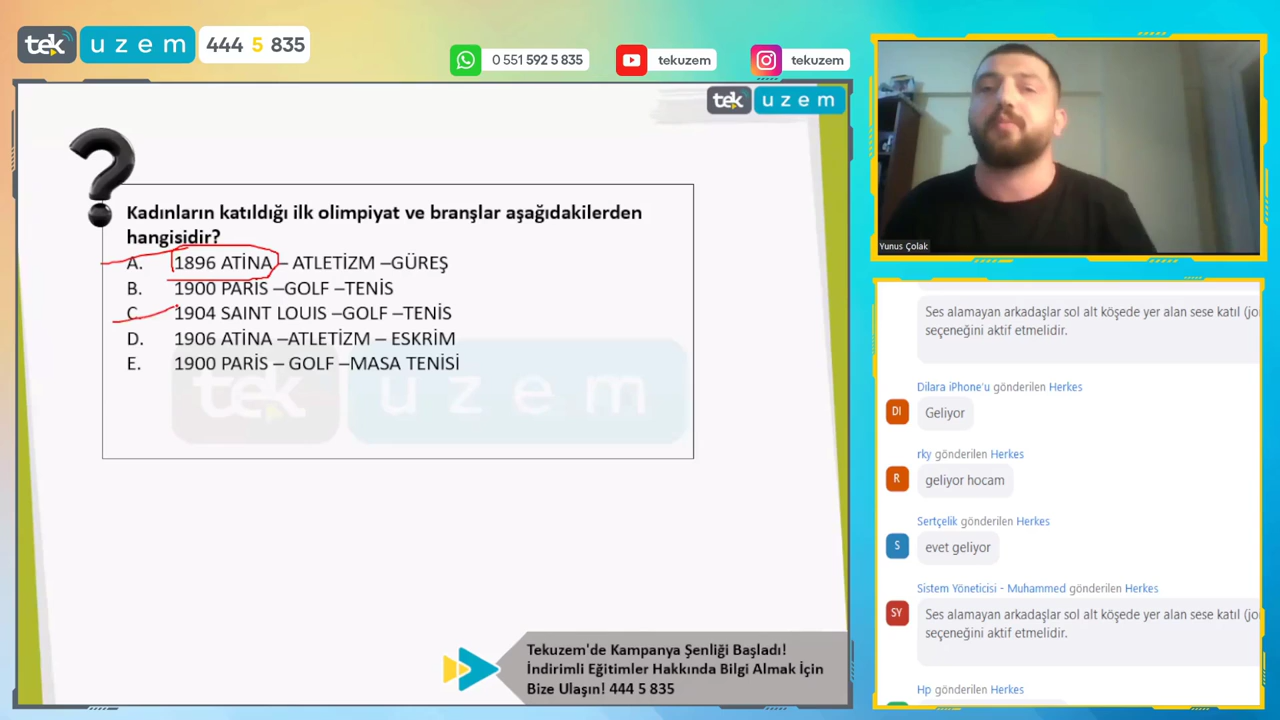 tek uzem 444 5 835
0 551 592 5 835
tekuzem
tekuzem
tek uzem
Kadınların katıldığı ilk olimpiyat ve branşlar aşağıdakilerden
hangisidir?
A. 1896 ATİNA – ATLETİZM –GÜREŞ
B. 1900 PARİS –GOLF –TENİS
C. 1904 SAINT LOUIS –GOLF –TENİS
D. 1906 ATİNA –ATLETİZM – ESKRİM
E. 1900 PARİS – GOLF –MASA TENİSİ
tek uzem
Tekuzem'de Kampanya Şenliği Başladı!
İndirimli Eğitimler Hakkında Bilgi Almak İçin
Bize Ulaşın! 444 5 835
Yunus Çolak
Ses alamayan arkadaşlar sol alt köşede yer alan sese katıl (jo
seçeneğini aktif etmelidir.
Dilara iPhone'u gönderilen Herkes
DI
Geliyor
rky gönderilen Herkes
R
geliyor hocam
Sertçelik gönderilen Herkes
S
evet geliyor
Sistem Yöneticisi - Muhammed gönderilen Herkes
SY
Ses alamayan arkadaşlar sol alt köşede yer alan sese katıl (jo
seçeneğini aktif etmelidir.
Hp gönderilen Herkes